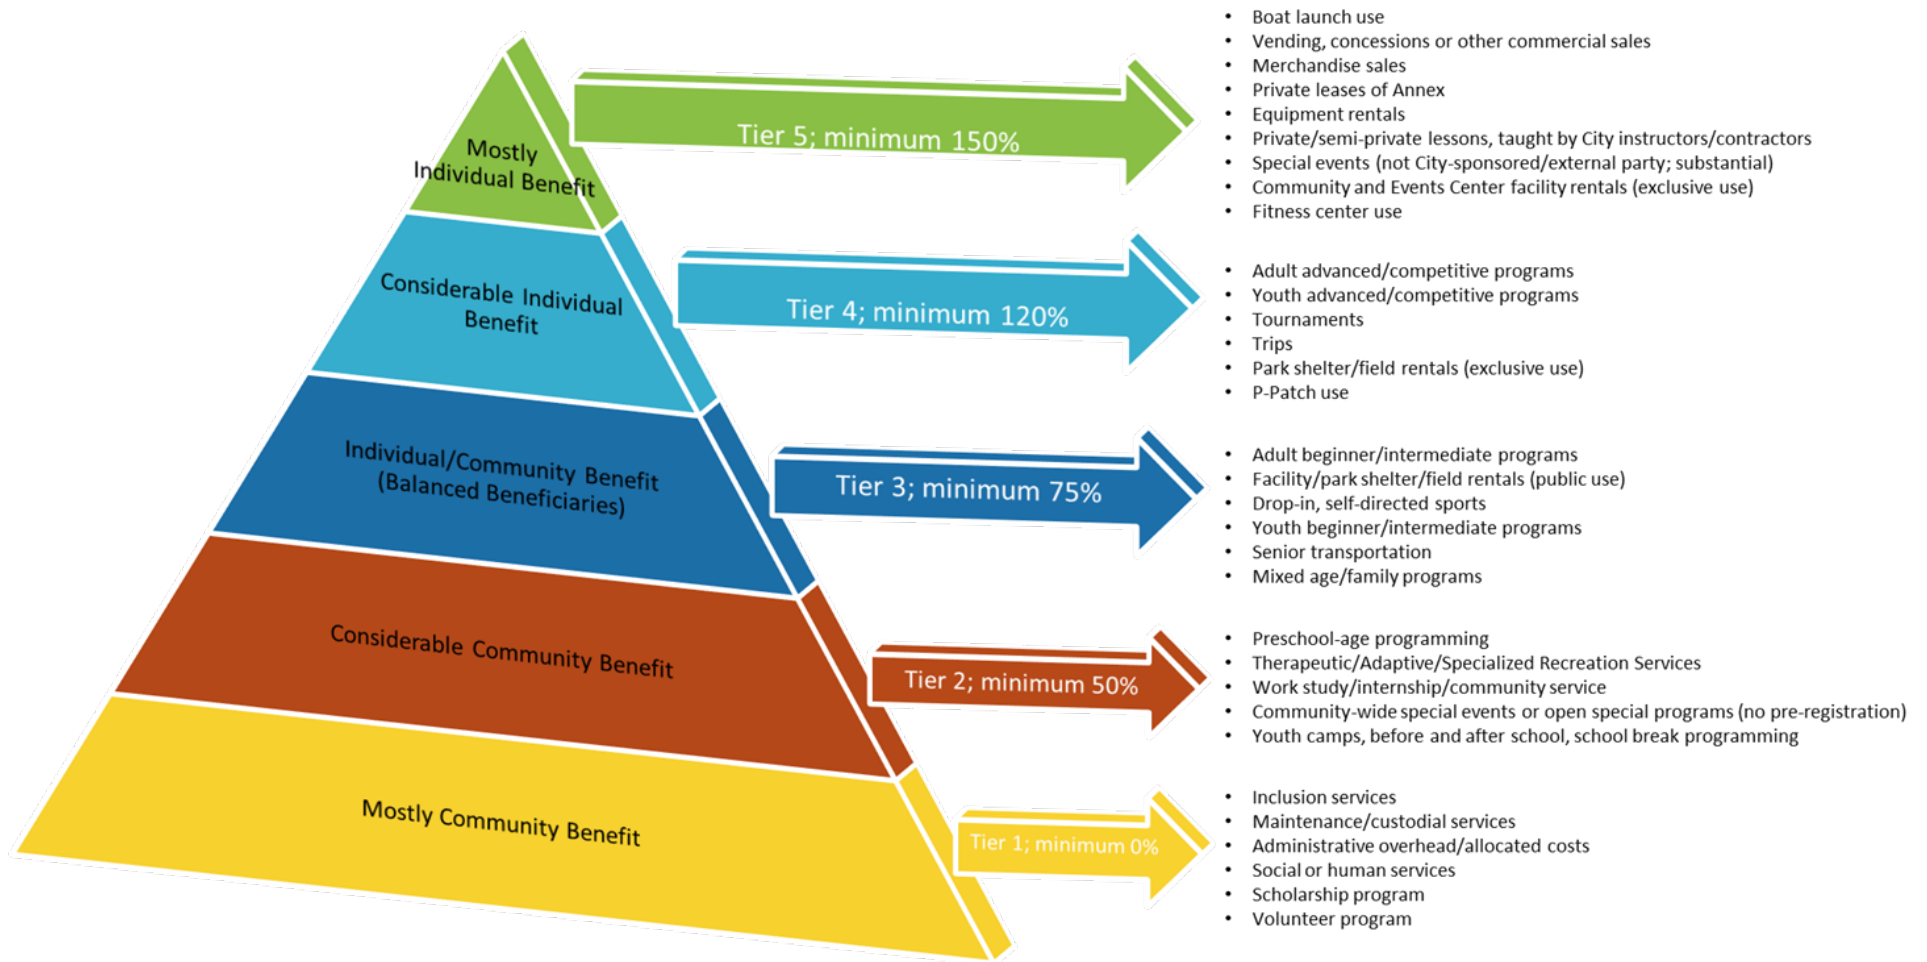 Mostly
Individual Benefit
Tier 5; minimum 150%
• Boat launch use
• Vending, concessions or other commercial sales
• Merchandise sales
• Private leases of Annex
• Equipment rentals
• Private/semi-private lessons, taught by City instructors/contractors
• Special events (not City-sponsored/external party; substantial)
• Community and Events Center facility rentals (exclusive use)
• Fitness center use
Considerable Individual
Benefit
Tier 4; minimum 120%
• Adult advanced/competitive programs
• Youth advanced/competitive programs
• Tournaments
• Trips
• Park shelter/field rentals (exclusive use)
• P-Patch use
Individual/Community Benefit
(Balanced Beneficiaries)
Tier 3; minimum 75%
• Adult beginner/intermediate programs
• Facility/park shelter/field rentals (public use)
• Drop-in, self-directed sports
• Youth beginner/intermediate programs
• Senior transportation
• Mixed age/family programs
Considerable Community Benefit
Tier 2; minimum 50%
• Preschool-age programming
• Therapeutic/Adaptive/Specialized Recreation Services
• Work study/internship/community service
• Community-wide special events or open special programs (no pre-registration)
• Youth camps, before and after school, school break programming
Mostly Community Benefit
Tier 1; minimum 0%
• Inclusion services
• Maintenance/custodial services
• Administrative overhead/allocated costs
• Social or human services
• Scholarship program
• Volunteer program